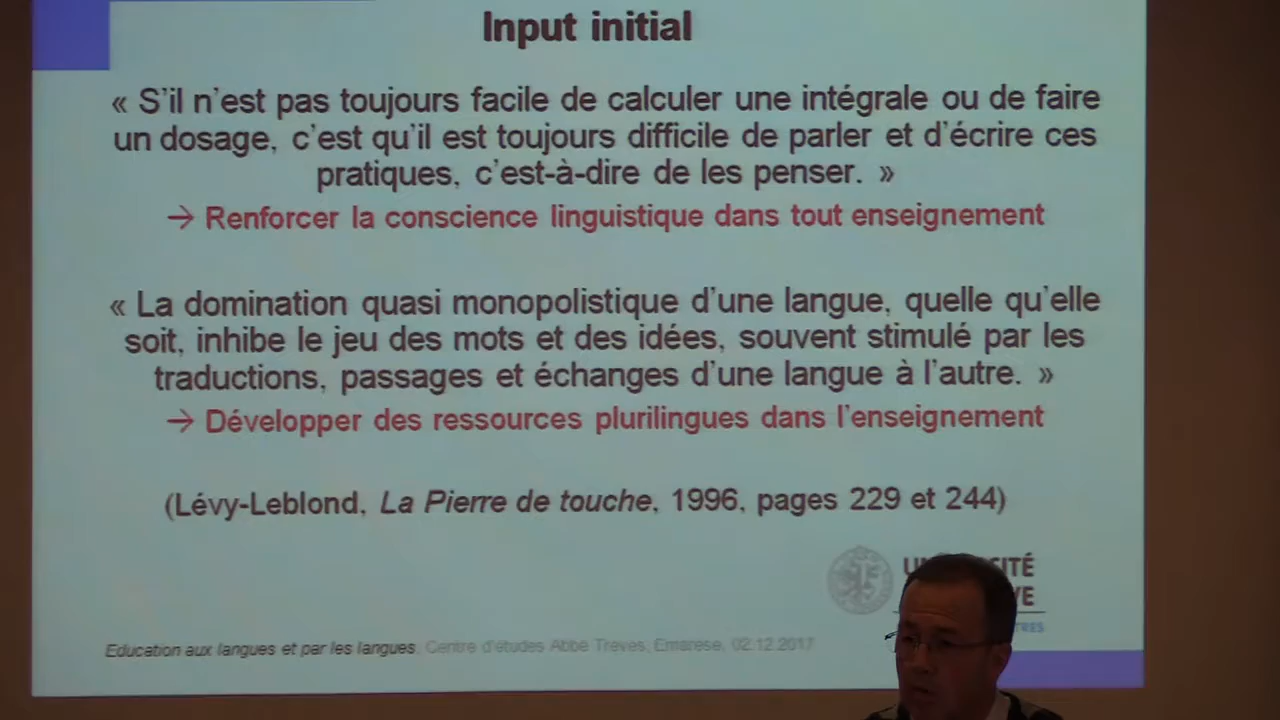 Input initial
« S'il n'est pas toujours facile de calculer une intégrale ou de faire
un dosage, c'est qu'il est toujours difficile de parler et d'écrire ces
pratiques, c'est-à-dire de les penser. »
→ Renforcer la conscience linguistique dans tout enseignement
« La domination quasi monopolistique d'une langue, quelle qu'elle
soit, inhibe le jeu des mots et des idées, souvent stimulé par les
traductions, passages et échanges d'une langue à l'autre. »
→ Développer des ressources plurilingues dans l'enseignement
(Lévy-Leblond, La Pierre de touche, 1996, pages 229 et 244)
Education aux langues et par les langues, Centre d'études Abbé Treves, Emarese, 02.12.2017